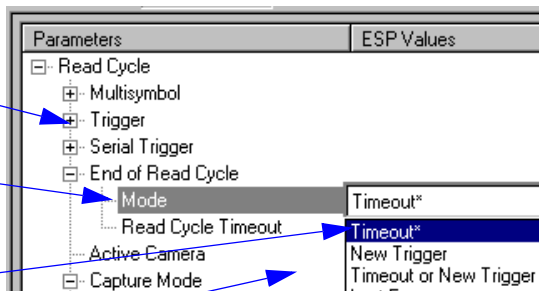 Parameters ESP Values
Read Cycle
Multisymbol
Trigger
Serial Trigger
End of Read Cycle
Mode Timeout*
Read Cycle Timeout Timeout*
New Trigger
Active Camera
Timeout or New Trigger
Capture Mode